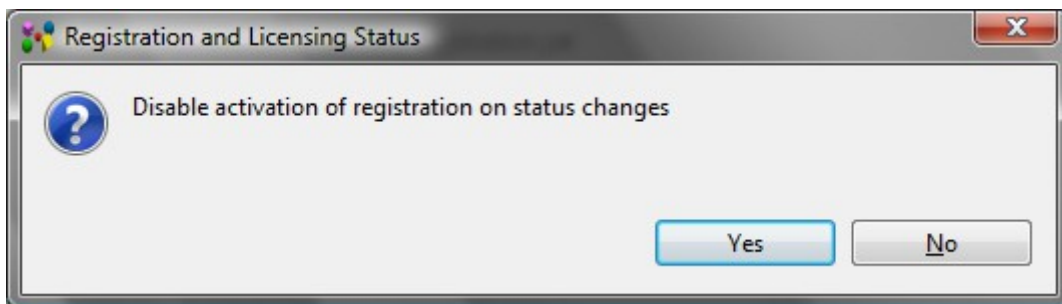 Registration and Licensing Status
Disable activation of registration on status changes
Yes
No